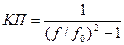 КП = 1 / ((f / f₀)² − 1)